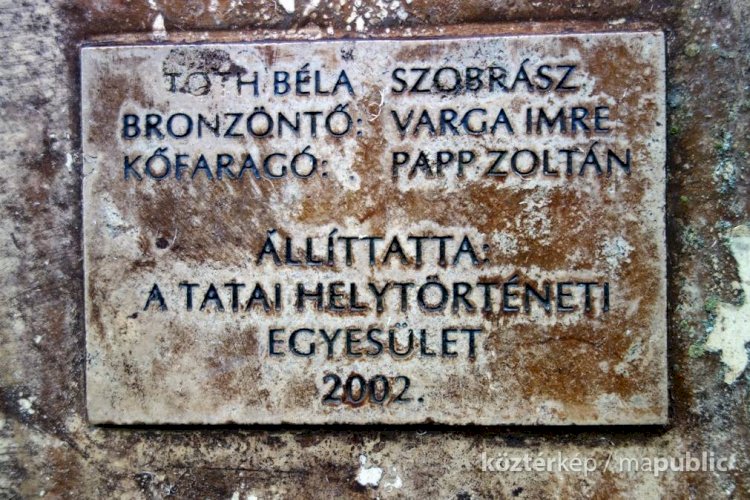 TÓTH BÉLA SZOBRÁSZ
BRONZÖNTŐ: VARGA IMRE
KŐFARAGÓ: PAPP ZOLTÁN
ÁLLÍTTATTA:
A TATAI HELYTÖRTÉNETI
EGYESÜLET
2002.
köztérkép / mapublic